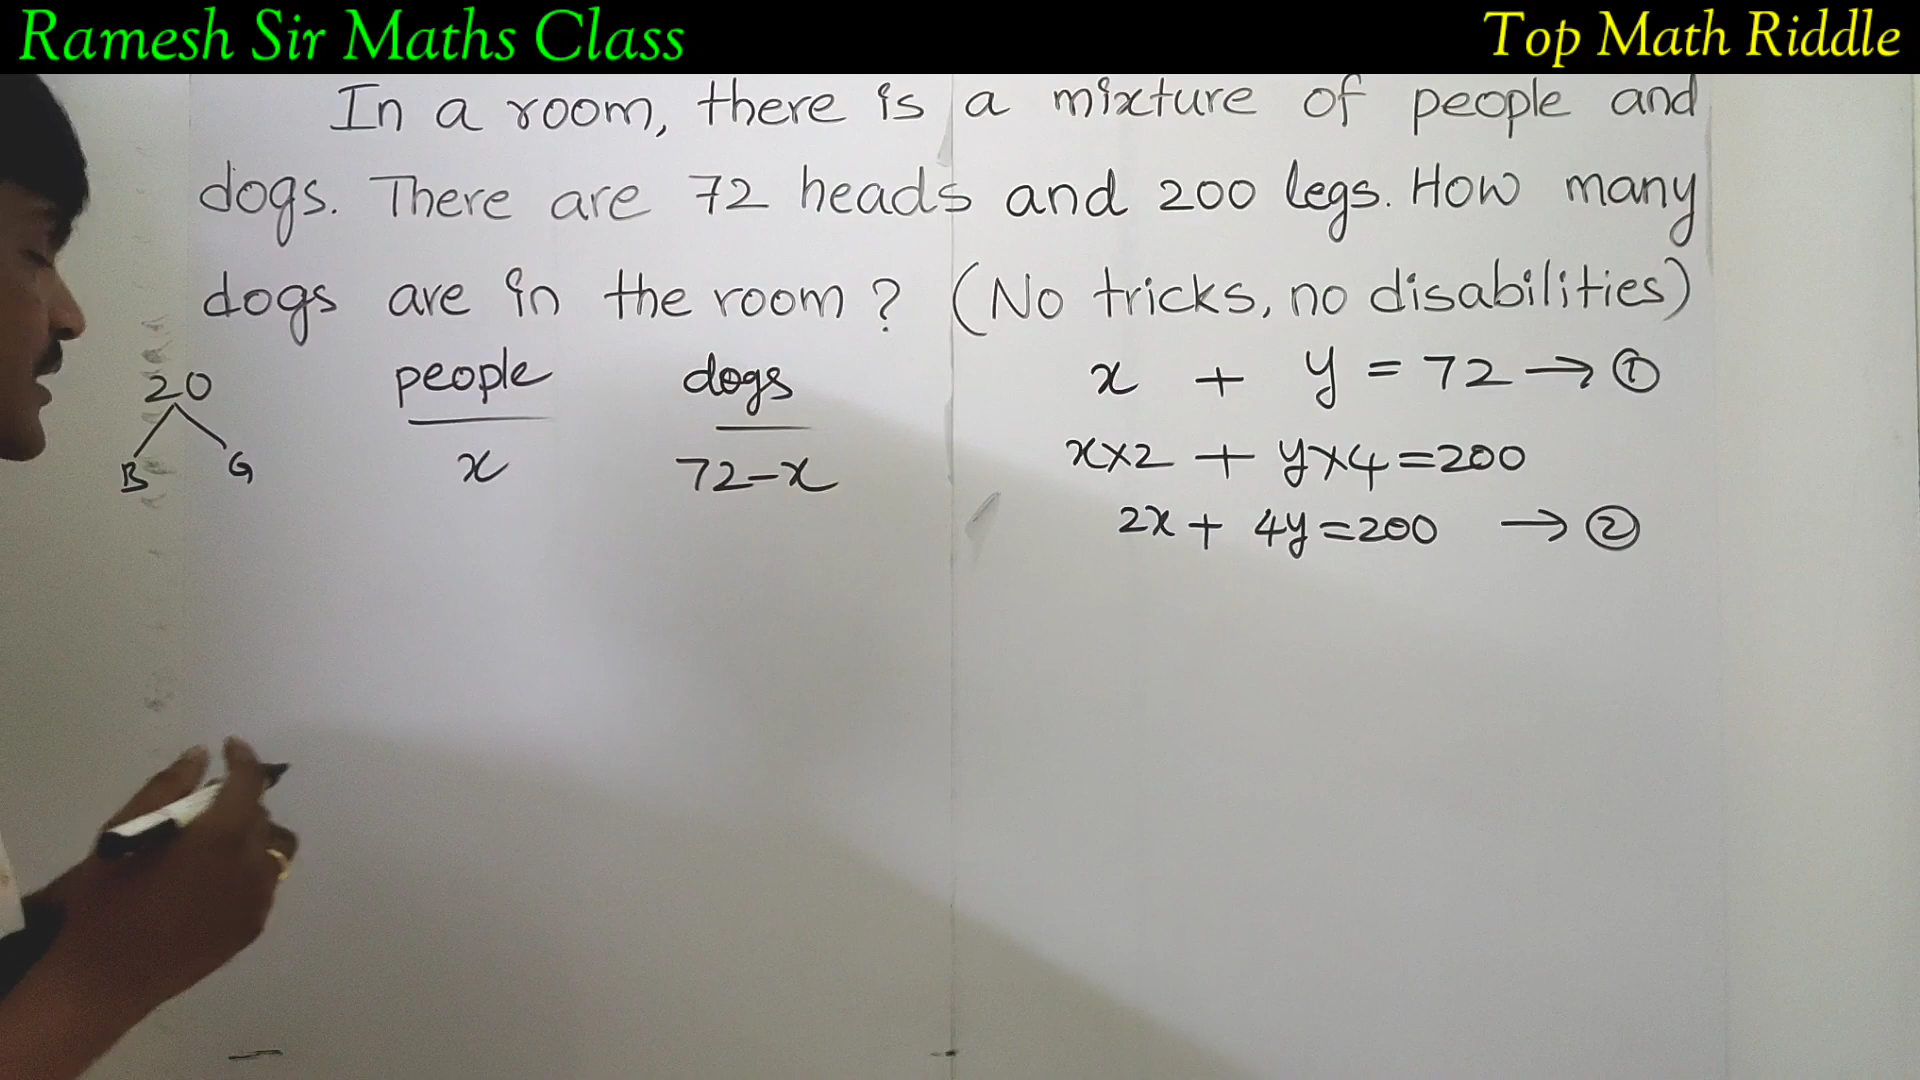 Ramesh Sir Maths Class
Top Math Riddle
In a room, there is a mixture of people and
dogs. There are 72 heads and 200 legs. How many
dogs are in the room? (No tricks, no disabilities)
20
B G
people dogs
x 72-x
x + y = 72 → ①
x×2 + y×4=200
2x + 4y=200 → ②